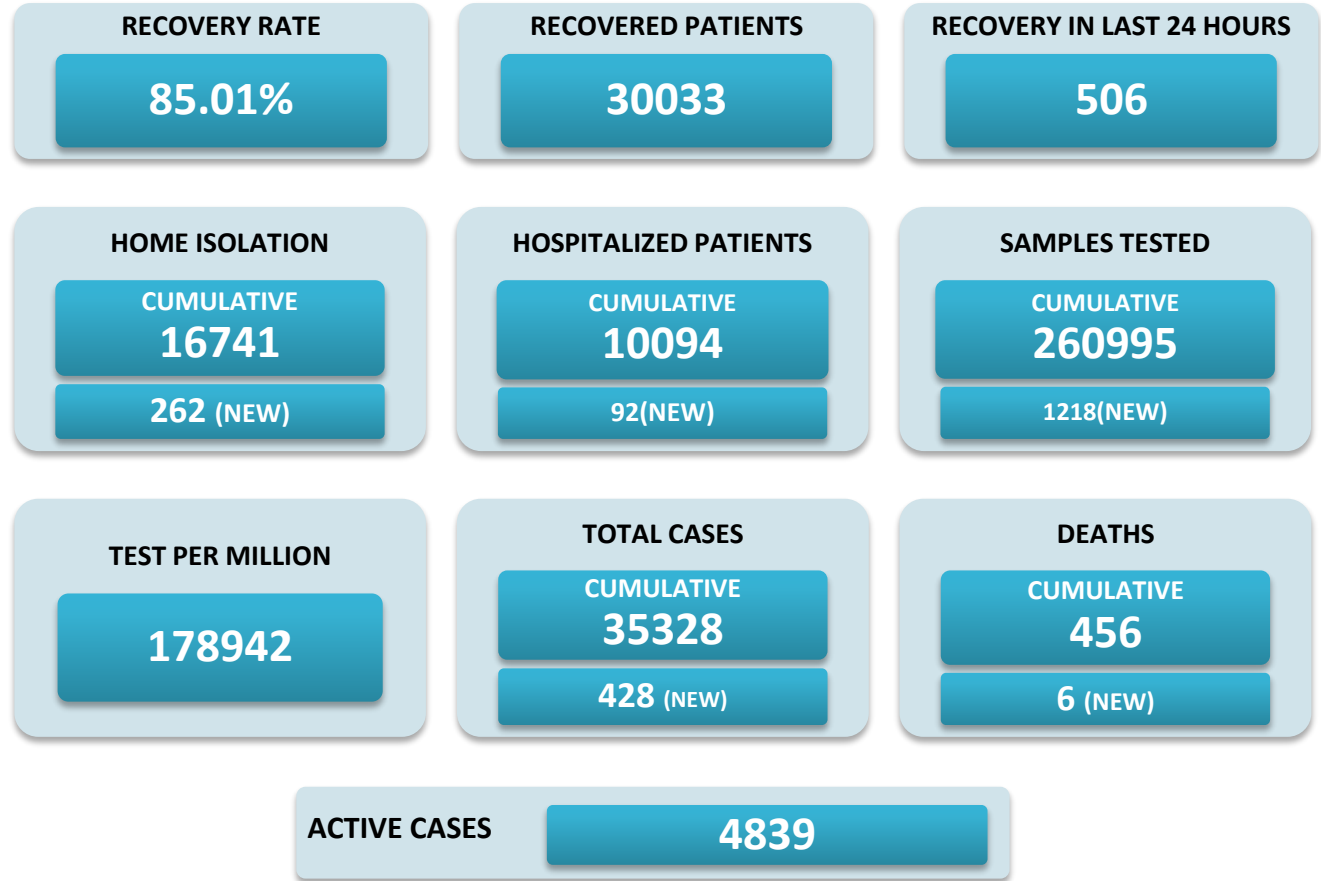 RECOVERY RATE
85.01%
RECOVERED PATIENTS
30033
RECOVERY IN LAST 24 HOURS
506
HOME ISOLATION
CUMULATIVE
16741
262 (NEW)
HOSPITALIZED PATIENTS
CUMULATIVE
10094
92(NEW)
SAMPLES TESTED
CUMULATIVE
260995
1218(NEW)
TEST PER MILLION
178942
TOTAL CASES
CUMULATIVE
35328
428 (NEW)
DEATHS
CUMULATIVE
456
6 (NEW)
ACTIVE CASES
4839